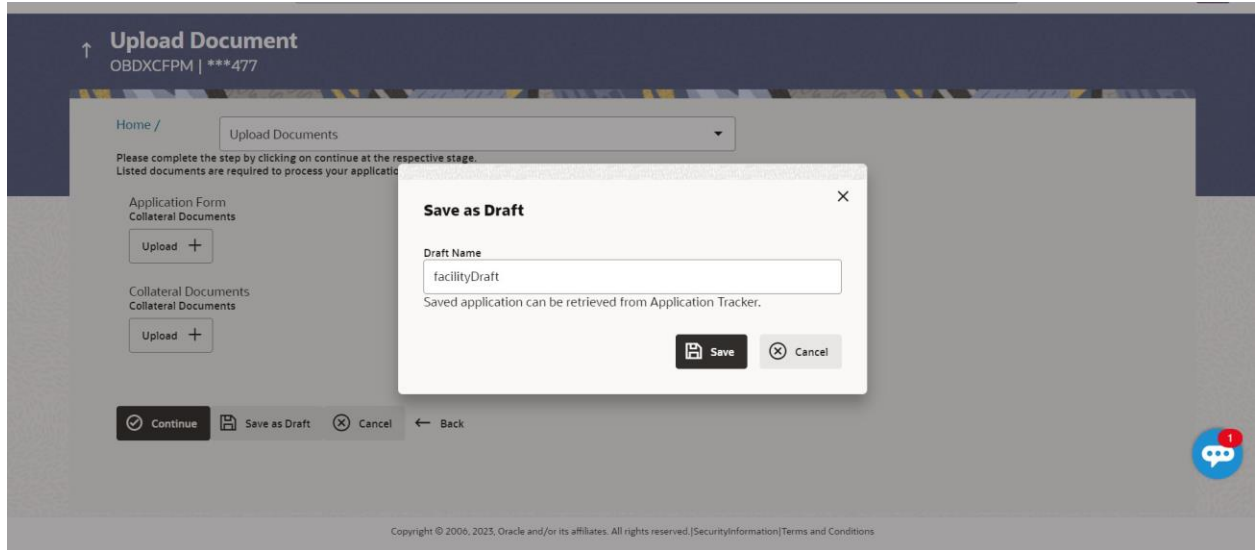 Upload Document
OBDXCFPM | ***477
Home /
Upload Documents
Please complete the step by clicking on continue at the respective stage.
Listed documents are required to process your applicatio
Application Form
Collateral Documents
Upload
Collateral Documents
Collateral Documents
Upload
Save as Draft
Draft Name
facilityDraft
Saved application can be retrieved from Application Tracker.
Save Cancel
Continue Save as Draft Cancel Back
1
Copyright © 2006, 2023, Oracle and/or its affiliates. All rights reserved.|SecurityInformation|Terms and Conditions